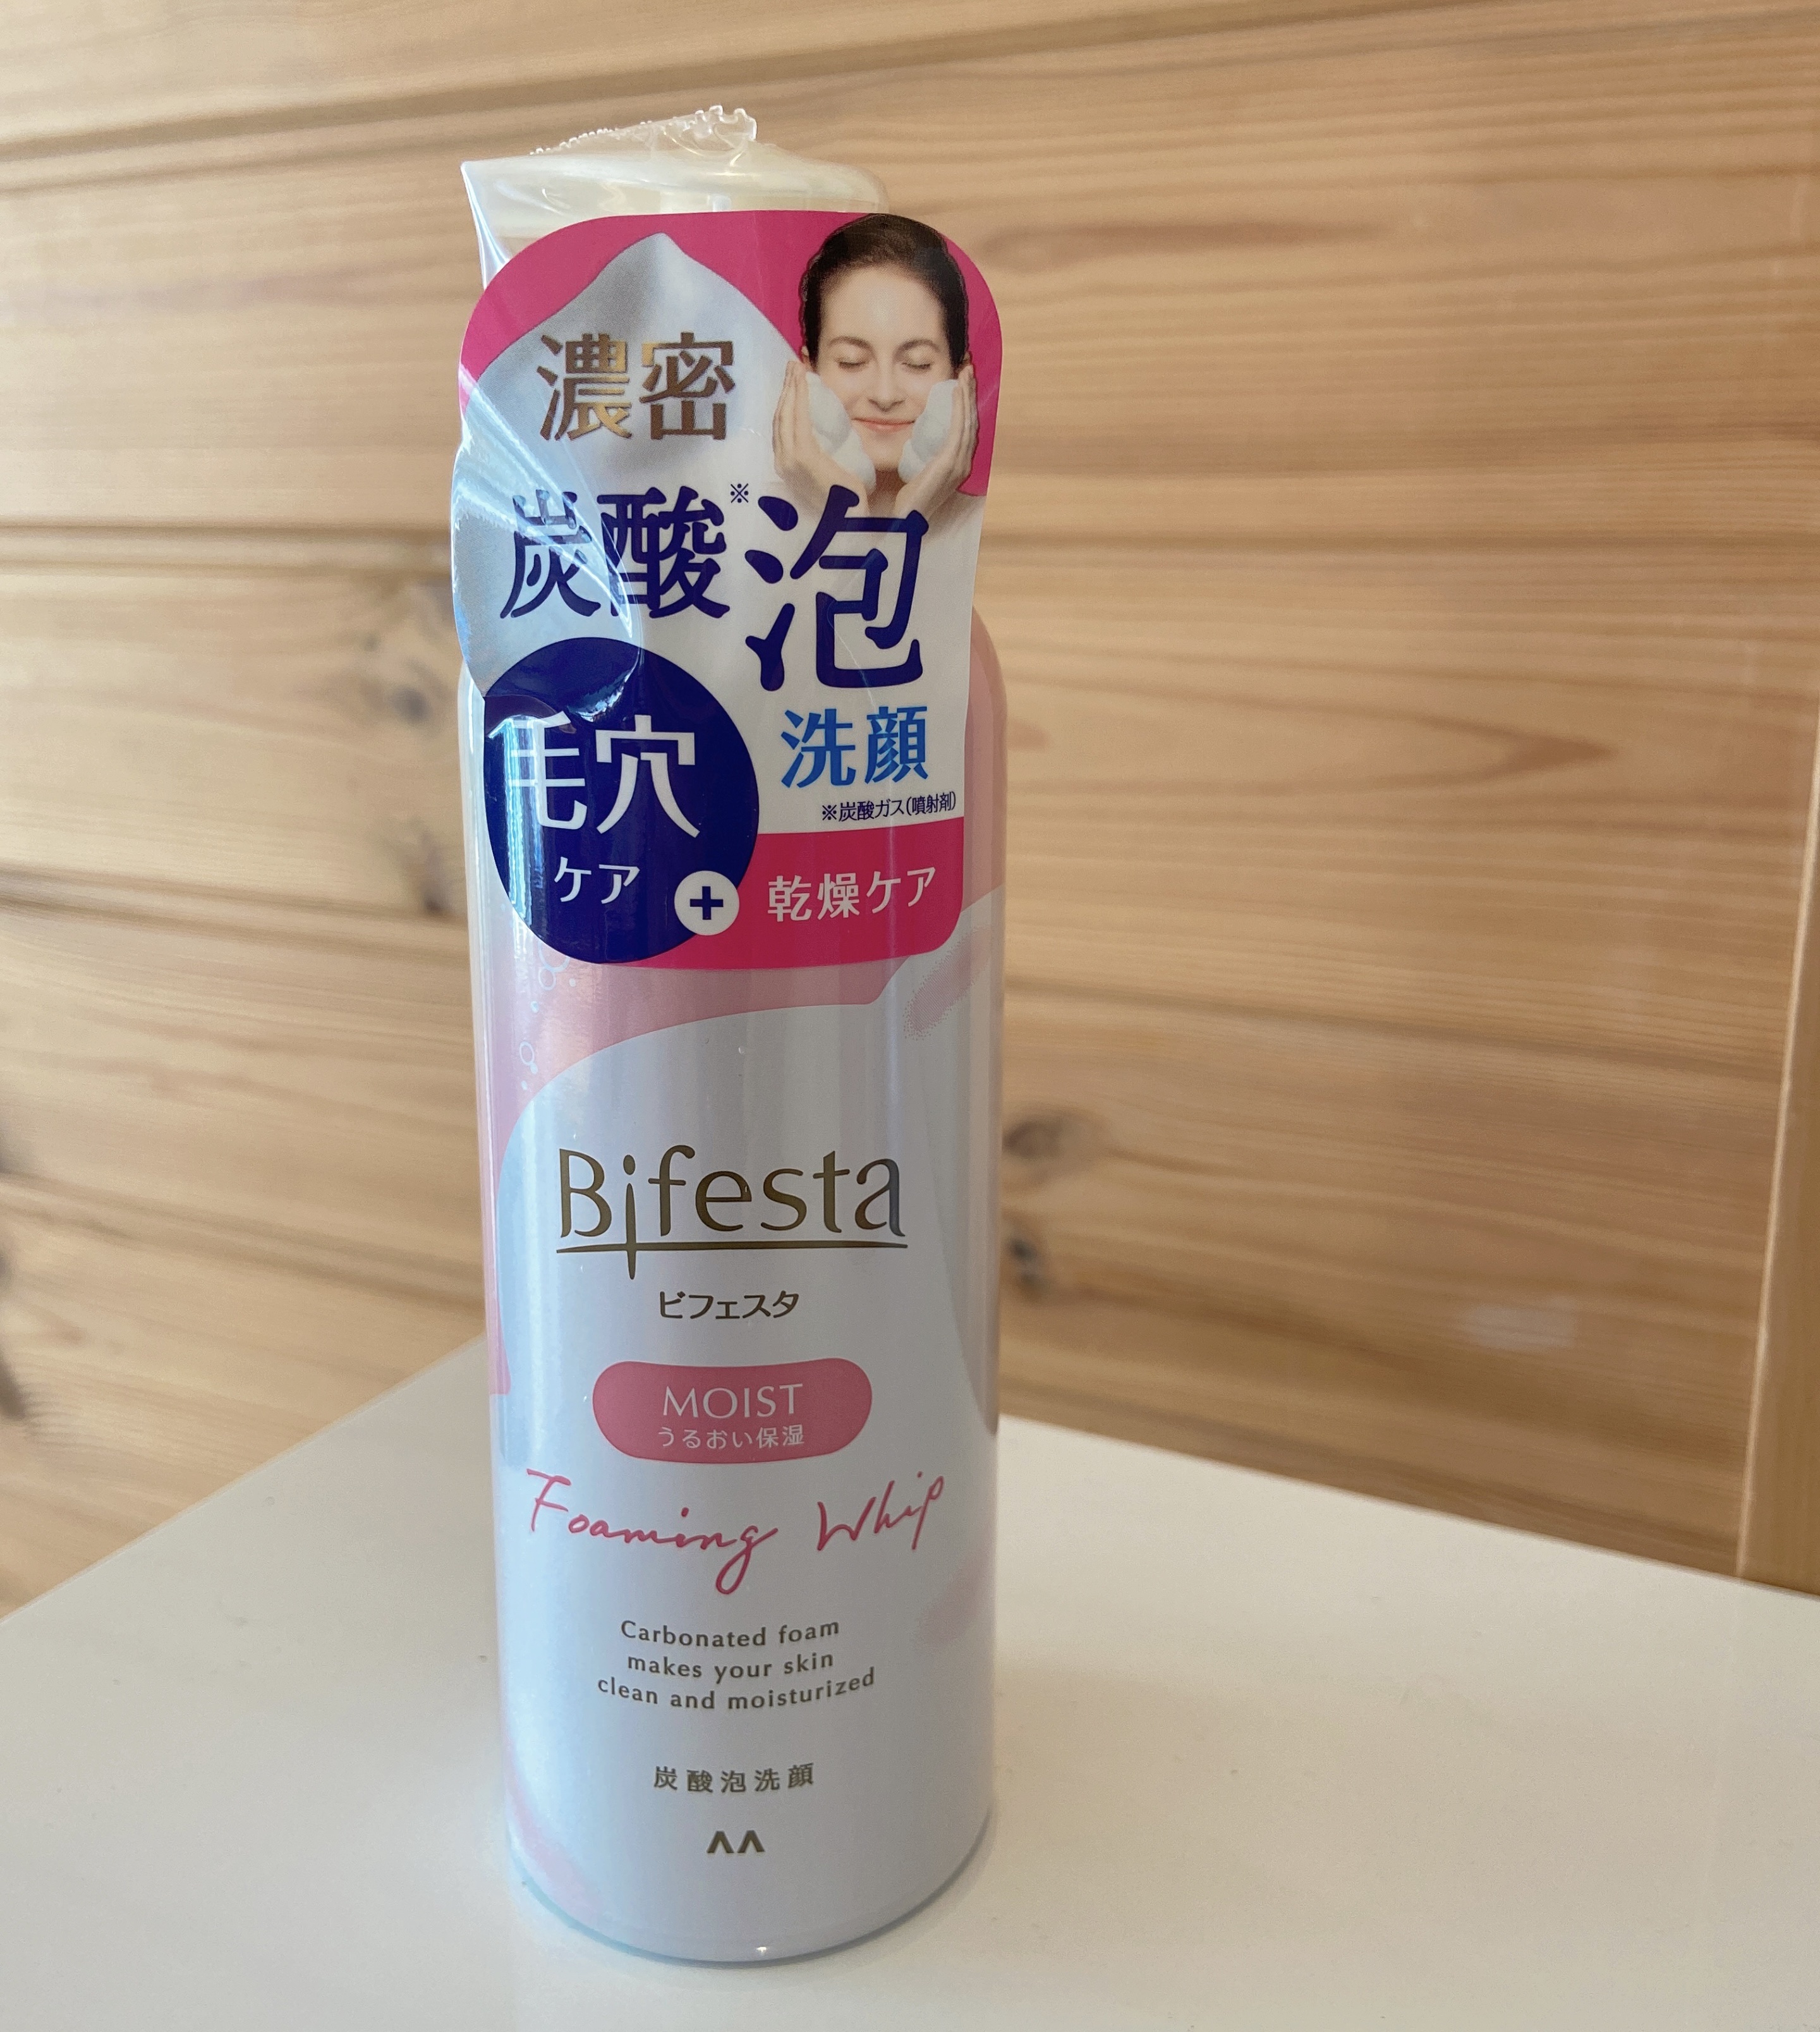 濃密
炭酸※泡
洗顔
※炭酸ガス(噴射剤)
毛穴
ケア
+
乾燥ケア
Bifesta
ビフェスタ
MOIST
うるおい保湿
Foaming Whip
Carbonated foam
makes your skin
clean and moisturized
炭酸泡洗顔